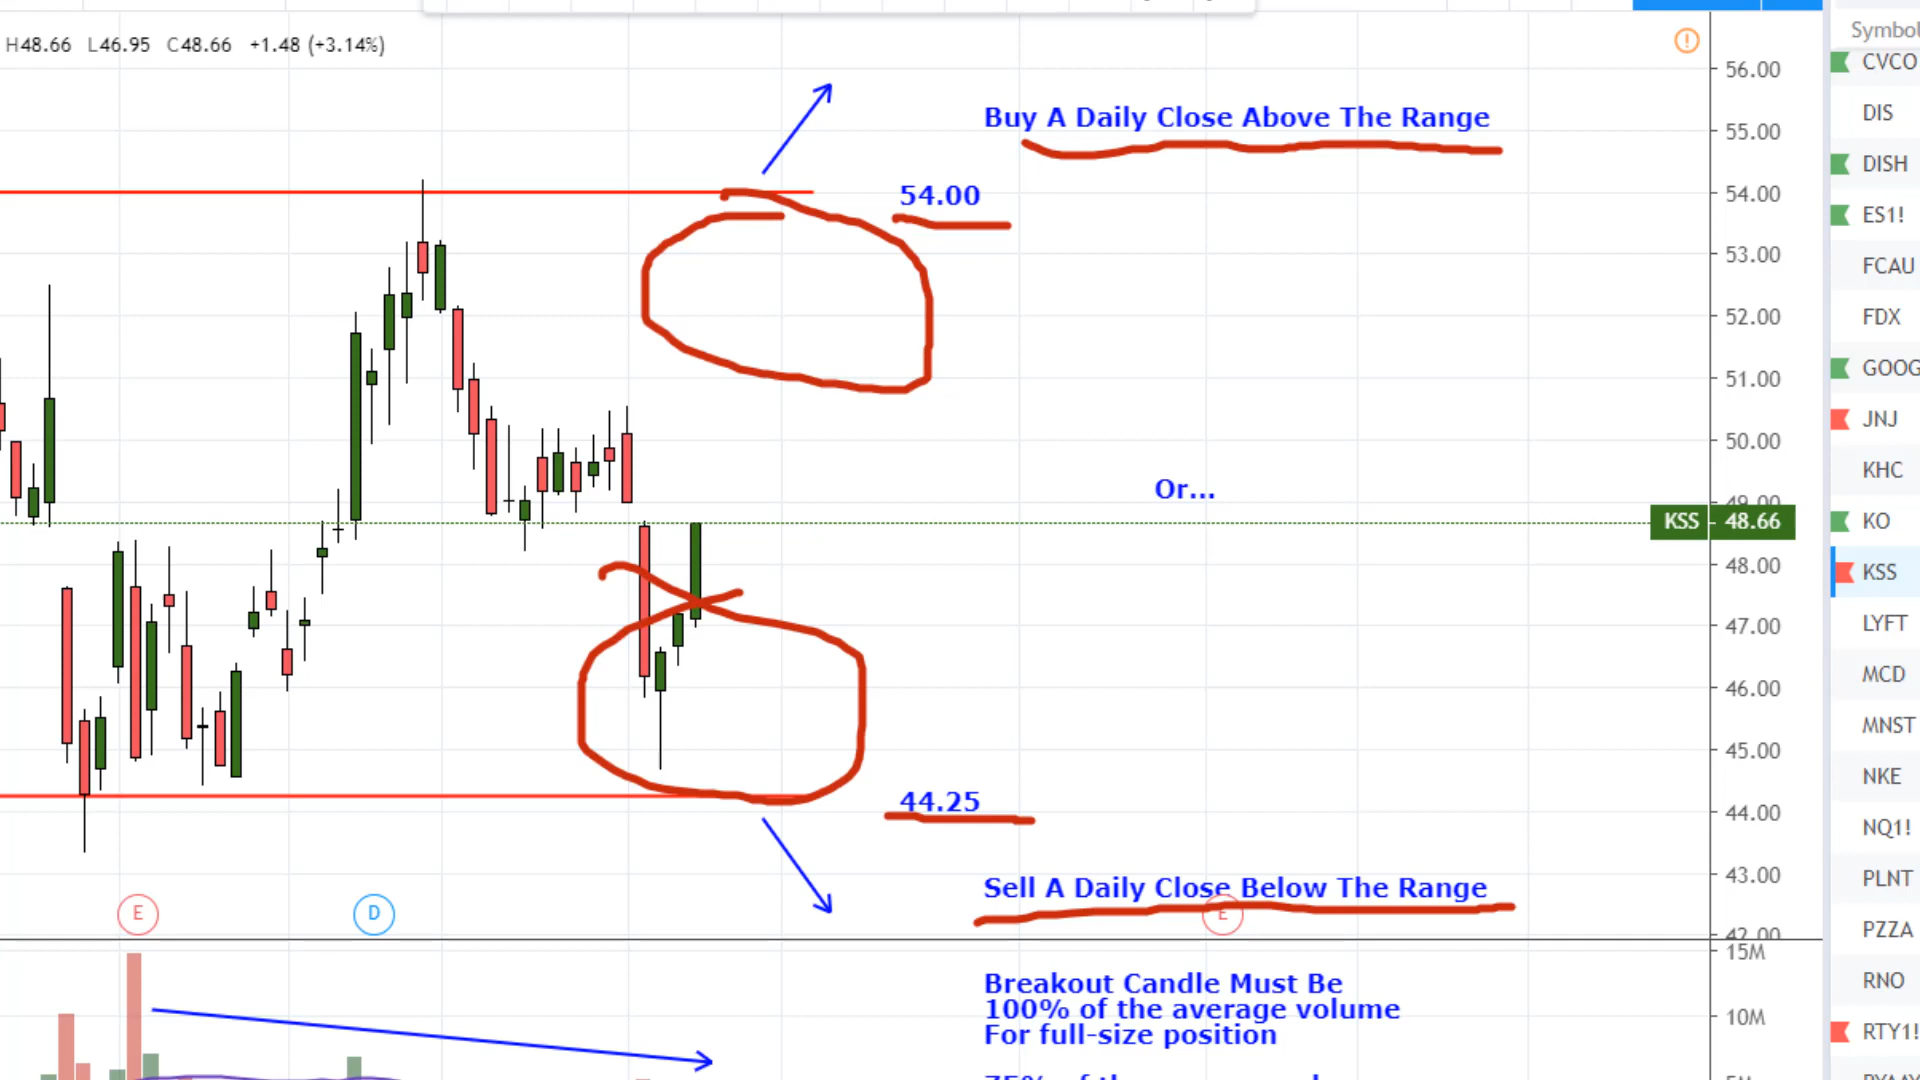 H48.66 L46.95 C48.66 +1.48 (+3.14%)
Symbol
56.00
CVCO
Buy A Daily Close Above The Range
55.00
DIS
DISH
54.00
54.00
ES1!
53.00
FCAU
52.00
FDX
51.00
GOOG
50.00
JNJ
Or...
KHC
49.00
KSS 48.66
KO
48.00
KSS
47.00
LYFT
46.00
MCD
45.00
MNST
NKE
44.25
44.00
NQ1!
43.00
PLNT
Sell A Daily Close Below The Range
E
D
E
42.00
PZZA
15M
Breakout Candle Must Be
RNO
100% of the average volume
10M
For full-size position
RTY1!